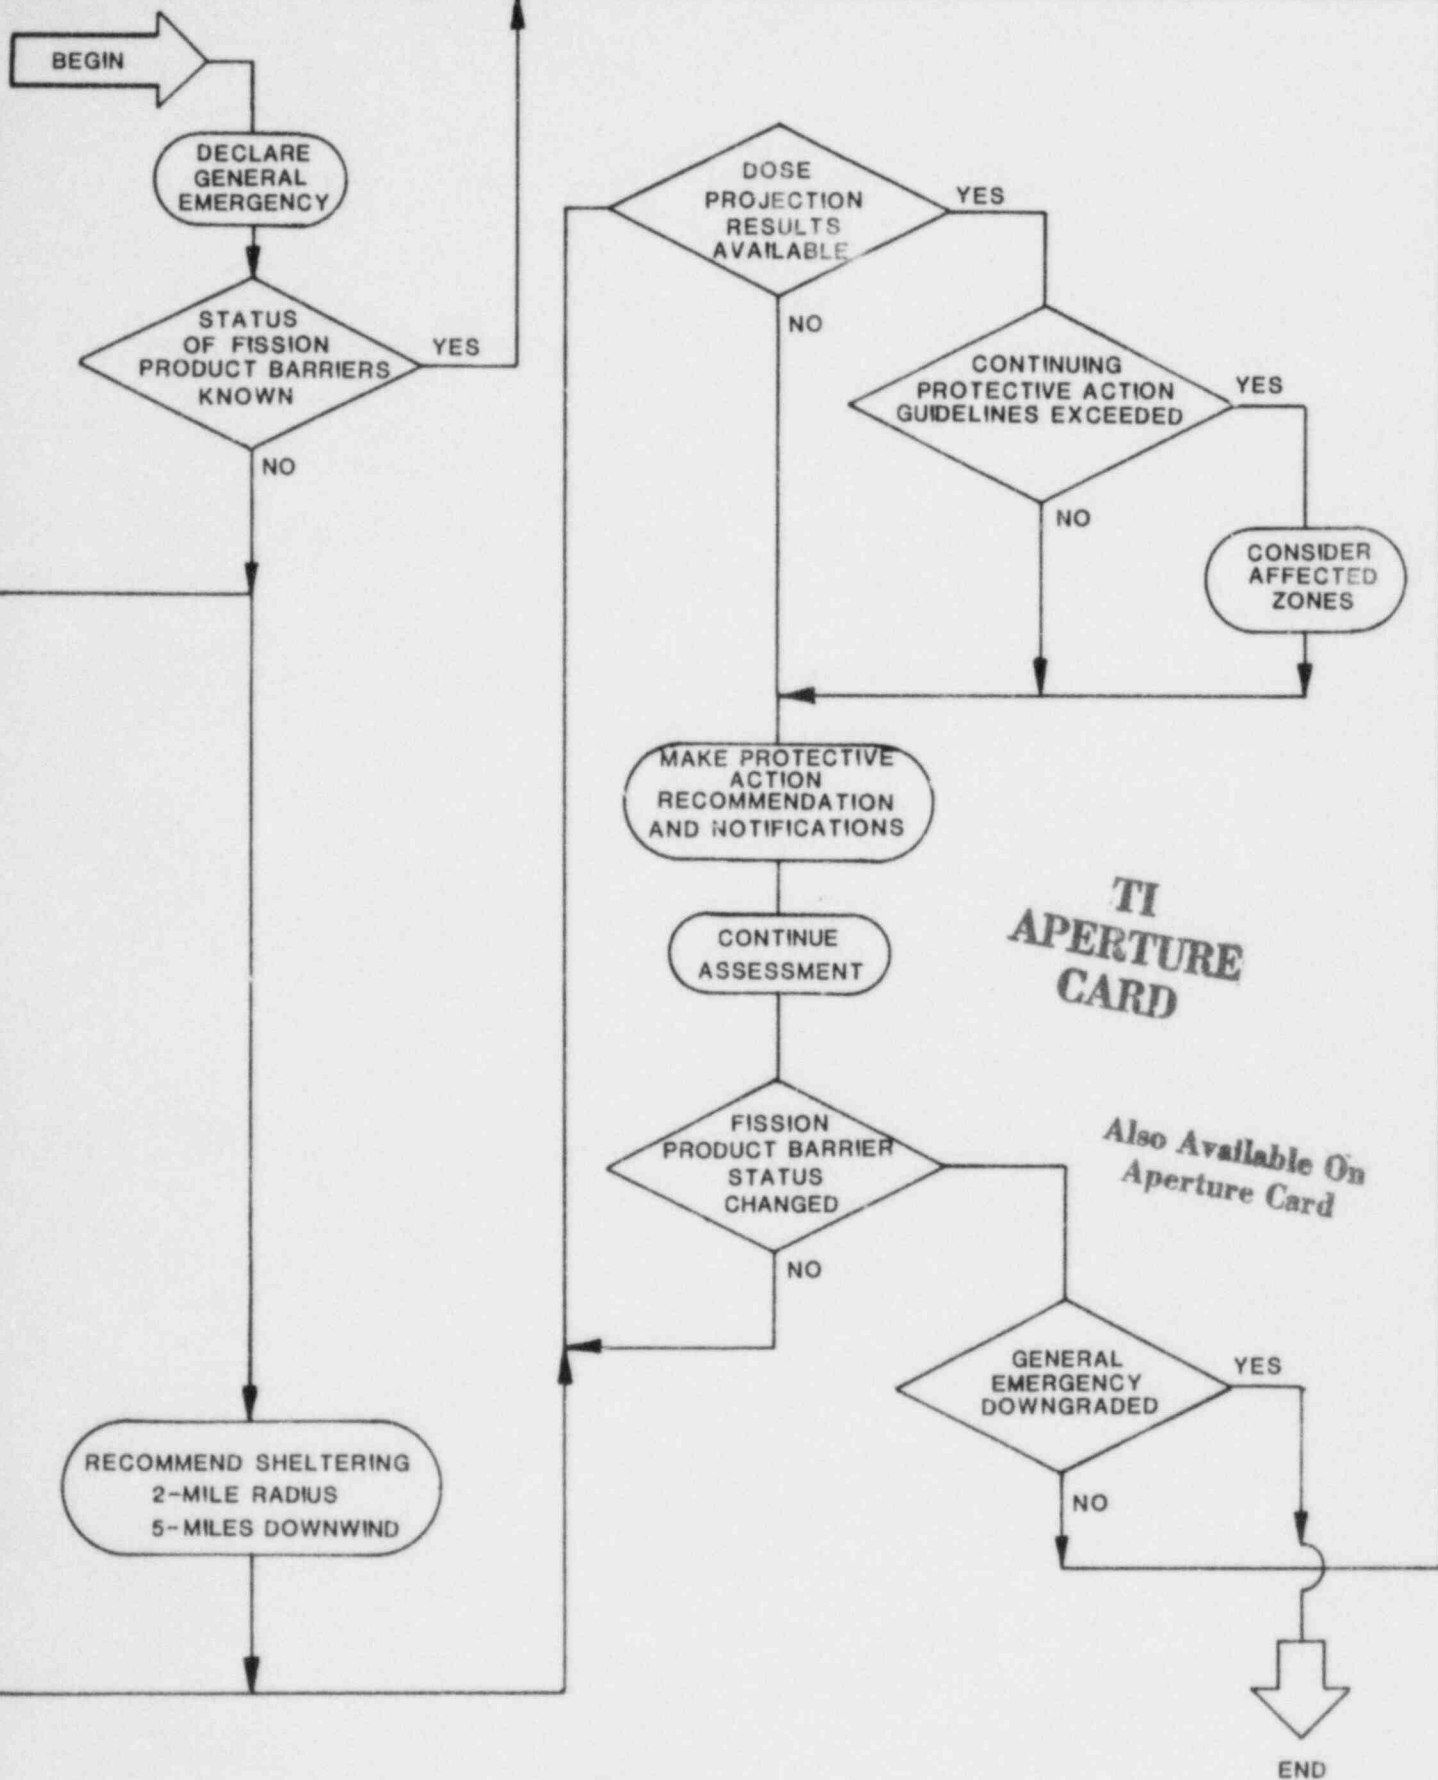 BEGIN
DECLARE
GENERAL
EMERGENCY
STATUS
OF FISSION
PRODUCT BARRIERS
KNOWN
YES
NO
RECOMMEND SHELTERING
2-MILE RADIUS
5-MILES DOWNWIND
DOSE
PROJECTION
RESULTS
AVAILABLE
YES
NO
CONTINUING
PROTECTIVE ACTION
GUIDELINES EXCEEDED
YES
NO
CONSIDER
AFFECTED
ZONES
MAKE PROTECTIVE
ACTION
RECOMMENDATION
AND NOTIFICATIONS
CONTINUE
ASSESSMENT
FISSION
PRODUCT BARRIER
STATUS
CHANGED
NO
GENERAL
EMERGENCY
DOWNGRADED
YES
NO
END
TI
APERTURE
CARD
Also Available On
Aperture Card